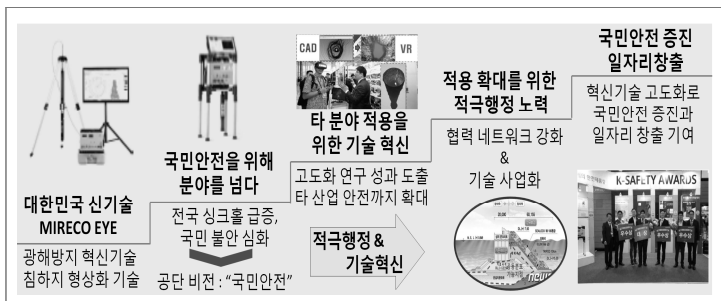 대한민국 신기술
MIRECO EYE
광해방지 혁신기술
침하지 형상화 기술
국민안전을 위해
분야를 넘다
전국 싱크홀 급증,
국민 불안 심화
공단 비전 : “국민안전”
CAD
VR
타 분야 적용을
위한 기술 혁신
고도화 연구 성과 도출
타 산업 안전까지 확대
적극행정 &
기술혁신
적용 확대를 위한
적극행정 노력
협력 네트워크 강화
&
기술 사업화
국민안전 증진
일자리창출
혁신기술 고도화로
국민안전 증진과
일자리 창출 기여
K-SAFETY AWARDS